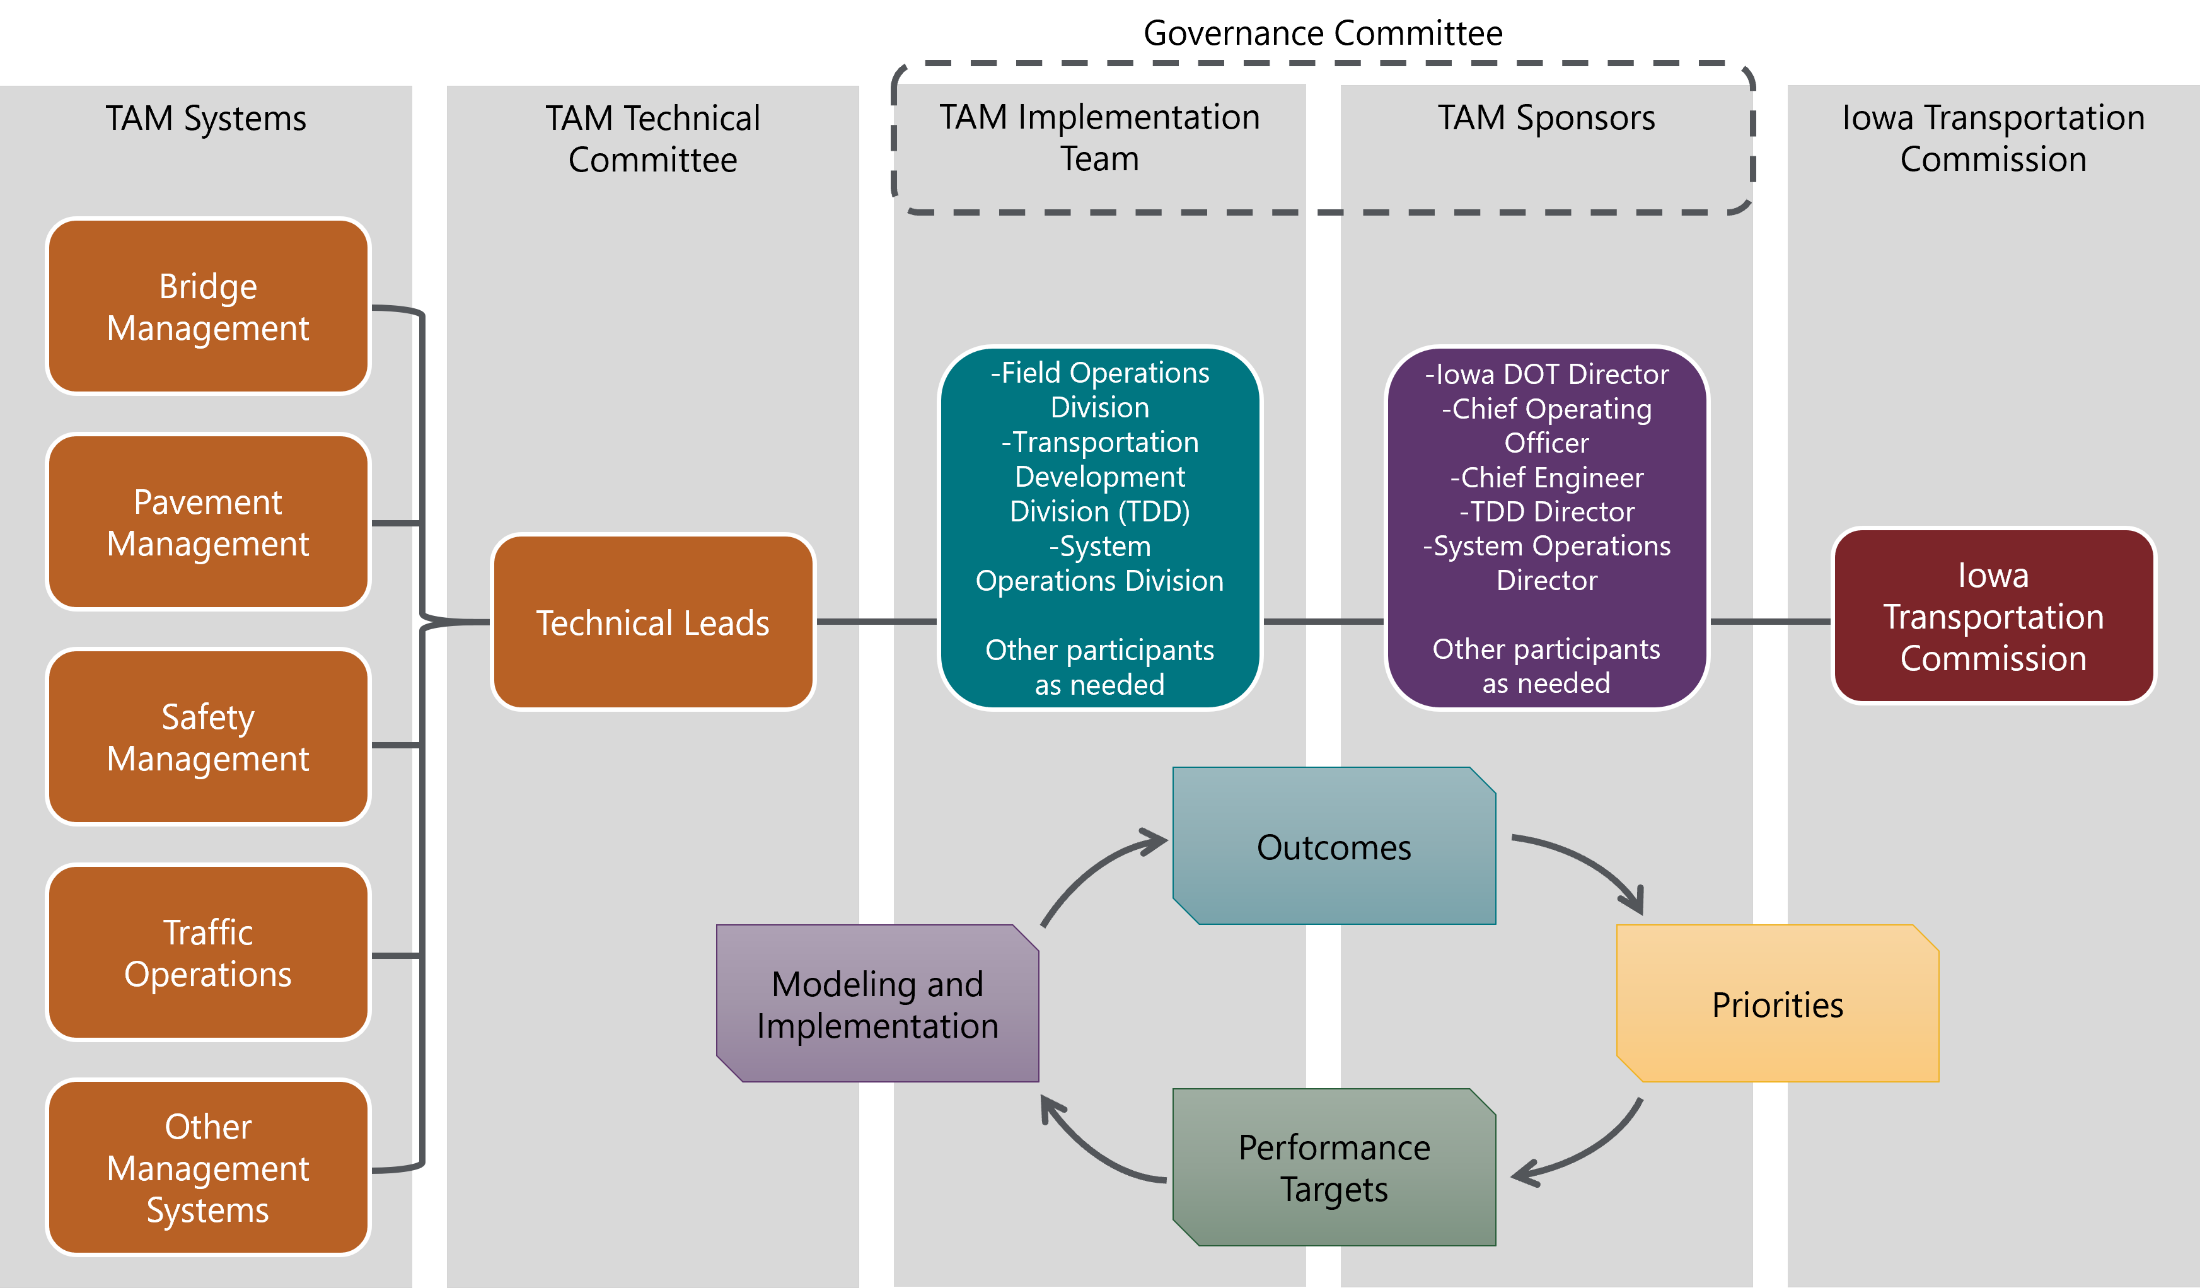 Governance Committee
TAM Systems
TAM Technical
Committee
TAM Implementation
Team
TAM Sponsors
Iowa Transportation
Commission
Bridge
Management
Pavement
Management
Safety
Management
Traffic
Operations
Other
Management
Systems
Technical Leads
-Field Operations
Division
-Transportation
Development
Division (TDD)
-System
Operations Division
Other participants
as needed
-Iowa DOT Director
-Chief Operating
Officer
-Chief Engineer
-TDD Director
-System Operations
Director
Other participants
as needed
Iowa
Transportation
Commission
Outcomes
Priorities
Performance
Targets
Modeling and
Implementation